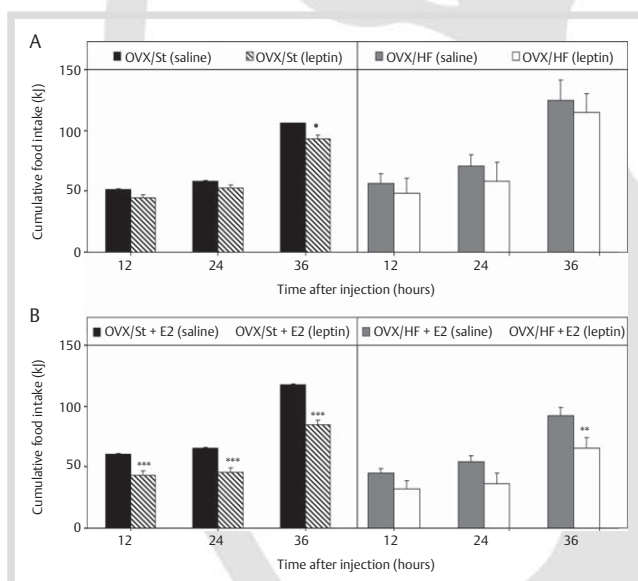 A
OVX/St (saline) OVX/St (leptin) OVX/HF (saline) OVX/HF (leptin)
150
100
50
0
Cumulative food intake (kJ)
*
12 24 36 12 24 36
Time after injection (hours)
B
OVX/St + E2 (saline) OVX/St + E2 (leptin) OVX/HF + E2 (saline) OVX/HF + E2 (leptin)
150
100
50
0
Cumulative food intake (kJ)
*** *** *** **
12 24 36 12 24 36
Time after injection (hours)